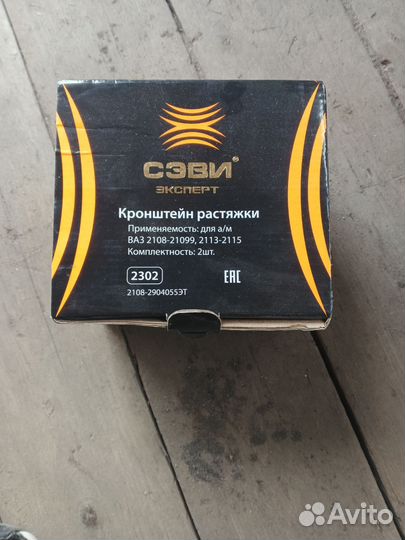 СЭВИ®
ЭКСПЕРТ
Кронштейн растяжки
Применяемость: для а/м
ВАЗ 2108-21099, 2113-2115
Комплектность: 2шт.
2302
EAC
2108-2904055ЭТ
Avito